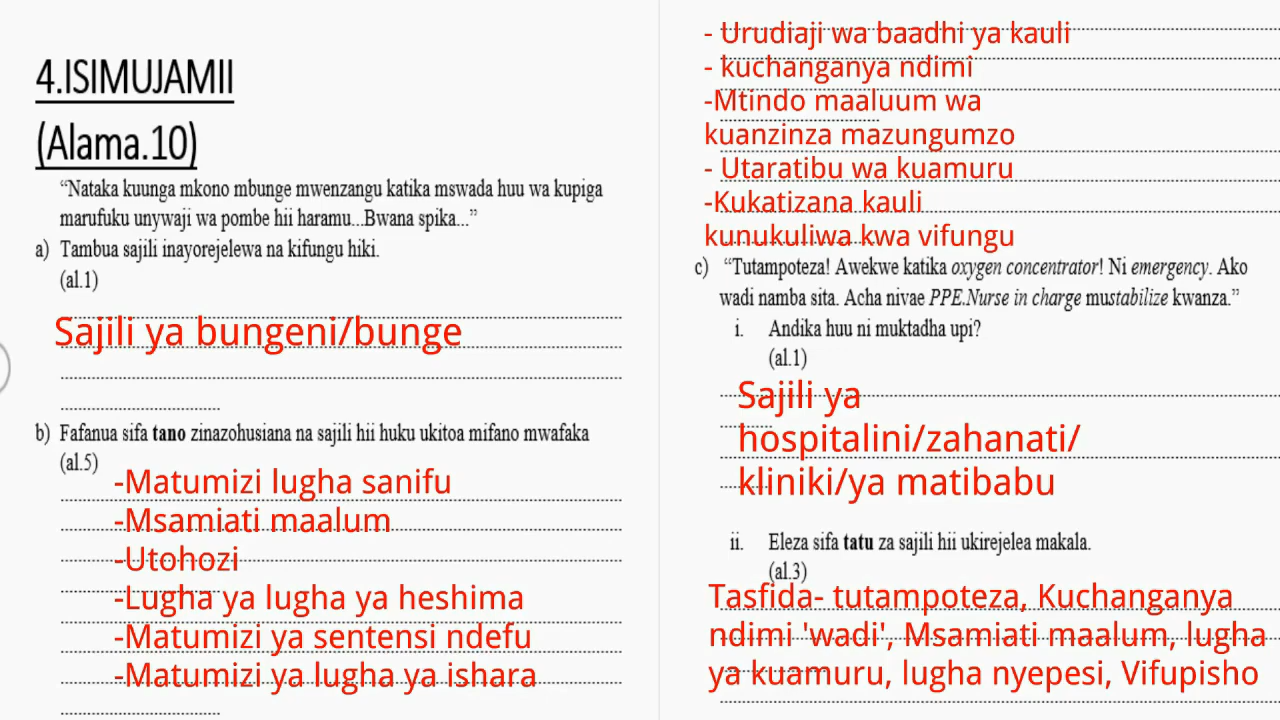 4.ISIMUJAMII
(Alama.10)
“Nataka kuunga mkono mbunge mwenzangu katika mswada huu wa kupiga
marufuku unywaji wa pombe hii haramu...Bwana spika...”
a) Tambua sajili inayorejelewa na kifungu hiki.
(al.1)
Sajili ya bungeni/bunge
b) Fafanua sifa tano zinazohusiana na sajili hii huku ukitoa mifano mwafaka
(al.5)
-Matumizi lugha sanifu
-Msamiati maalum
-Utohozi
-Lugha ya lugha ya heshima
-Matumizi ya sentensi ndefu
-Matumizi ya lugha ya ishara
- Urudiaji wa baadhi ya kauli
- kuchanganya ndimi
-Mtindo maaluum wa
kuanzinza mazungumzo
- Utaratibu wa kuamuru
-Kukatizana kauli
kunukuliwa kwa vifungu
c) “Tutampoteza! Awekwe katika oxygen concentrator! Ni emergency. Ako
wadi namba sita. Acha nivae PPE.Nurse in charge mustabilize kwanza.”
i. Andika huu ni muktadha upi?
(al.1)
Sajili ya
hospitalini/zahanati/
kliniki/ya matibabu
ii. Eleza sifa tatu za sajili hii ukirejelea makala.
(al.3)
Tasfida- tutampoteza, Kuchanganya
ndimi 'wadi', Msamiati maalum, lugha
ya kuamuru, lugha nyepesi, Vifupisho